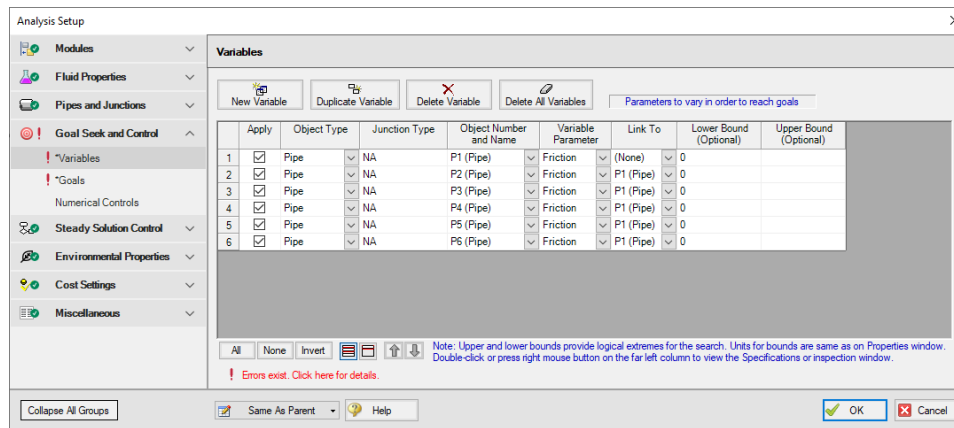 Analysis Setup
Modules
Fluid Properties
Pipes and Junctions
Goal Seek and Control
! *Variables
! *Goals
Numerical Controls
Steady Solution Control
Environmental Properties
Cost Settings
Miscellaneous
Collapse All Groups
Variables
New Variable Duplicate Variable Delete Variable Delete All Variables Parameters to vary in order to reach goals
Apply Object Type Junction Type Object Number and Name Variable Parameter Link To Lower Bound (Optional) Upper Bound (Optional)
1 Pipe NA P1 (Pipe) Friction (None) 0
2 Pipe NA P2 (Pipe) Friction P1 (Pipe) 0
3 Pipe NA P3 (Pipe) Friction P1 (Pipe) 0
4 Pipe NA P4 (Pipe) Friction P1 (Pipe) 0
5 Pipe NA P5 (Pipe) Friction P1 (Pipe) 0
6 Pipe NA P6 (Pipe) Friction P1 (Pipe) 0
All None Invert
Note: Upper and lower bounds provide logical extremes for the search. Units for bounds are same as on Properties window.
Double-click or press right mouse button on the far left column to view the Specifications or inspection window.
! Errors exist. Click here for details.
Same As Parent Help OK Cancel